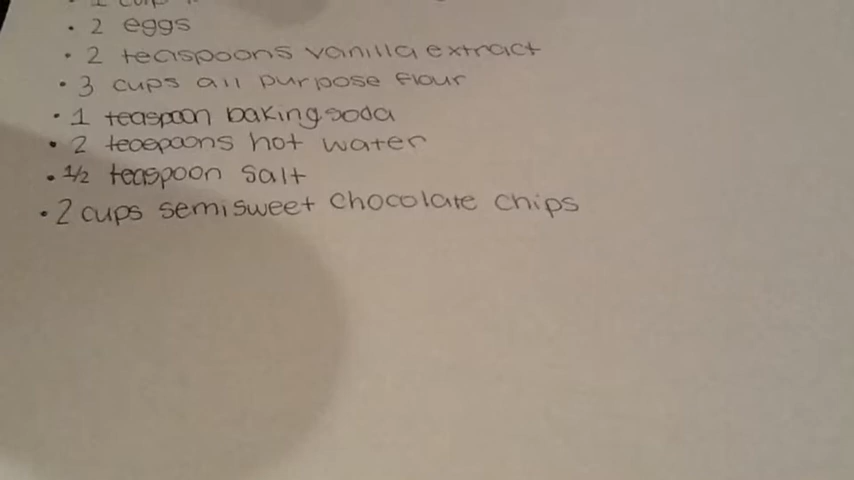 • 2 eggs
• 2 teaspoons vanilla extract
• 3 cups all purpose flour
• 1 teaspoon baking soda
• 2 teaepaons hot water
• 1/2 teaspoon salt
• 2 cups semisweet chocolate chips